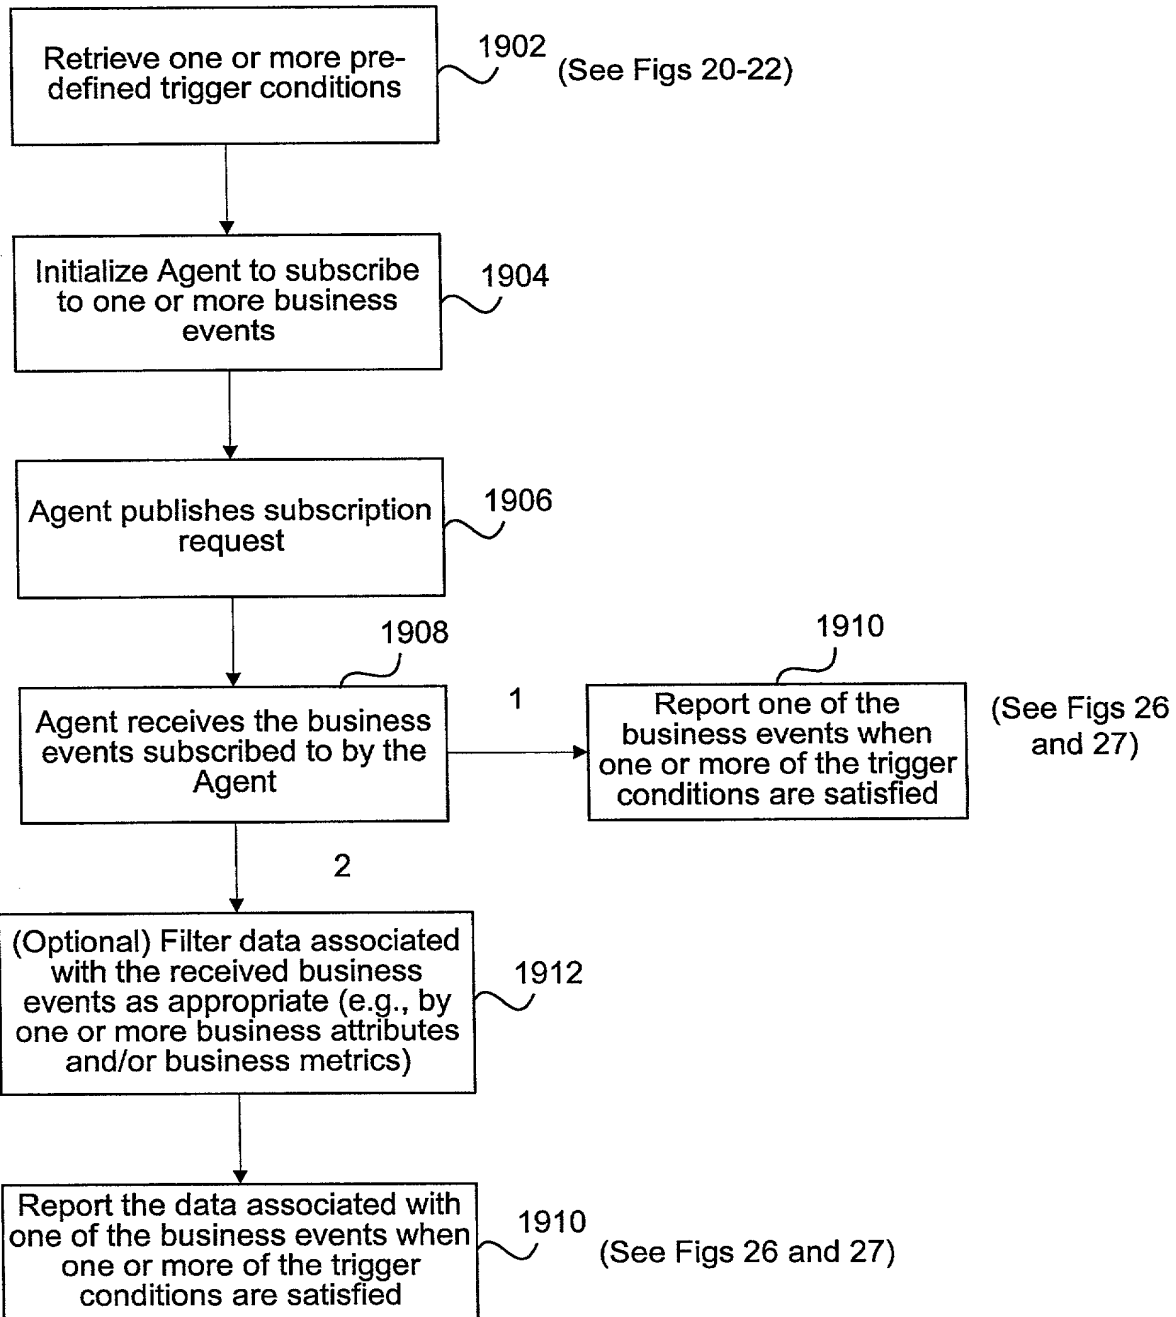 Retrieve one or more pre-
defined trigger conditions
1902
(See Figs 20-22)
Initialize Agent to subscribe
to one or more business
events
1904
Agent publishes subscription
request
1906
1908
Agent receives the business
events subscribed to by the
Agent
1
1910
Report one of the
business events when
one or more of the trigger
conditions are satisfied
(See Figs 26
and 27)
2
(Optional) Filter data associated
with the received business
events as appropriate (e.g., by
one or more business attributes
and/or business metrics)
1912
Report the data associated with
one of the business events when
one or more of the trigger
conditions are satisfied
1910
(See Figs 26 and 27)